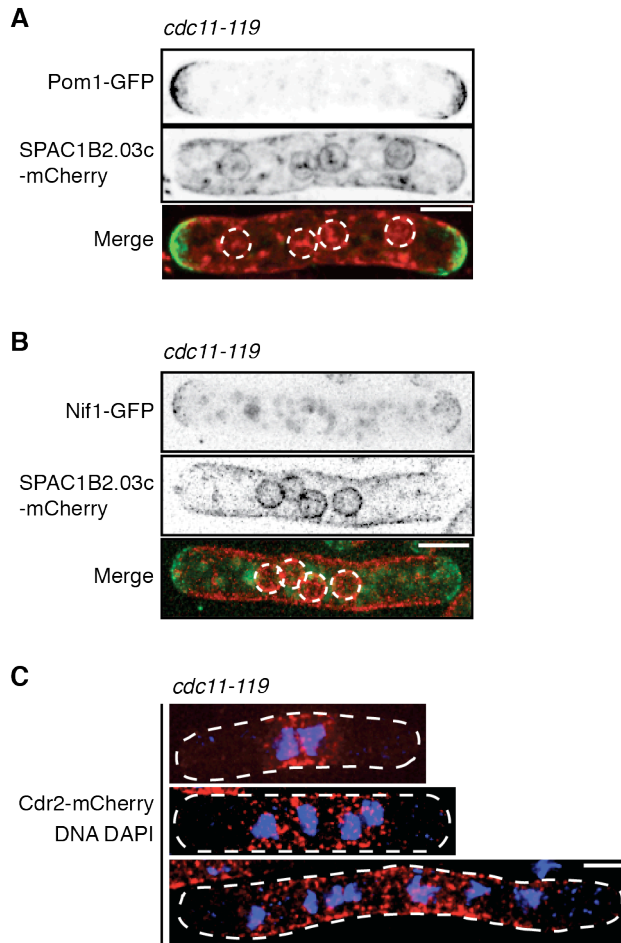 A
cdc11-119
Pom1-GFP
SPAC1B2.03c
-mCherry
Merge
B
cdc11-119
Nif1-GFP
SPAC1B2.03c
-mCherry
Merge
C
cdc11-119
Cdr2-mCherry
DNA DAPI